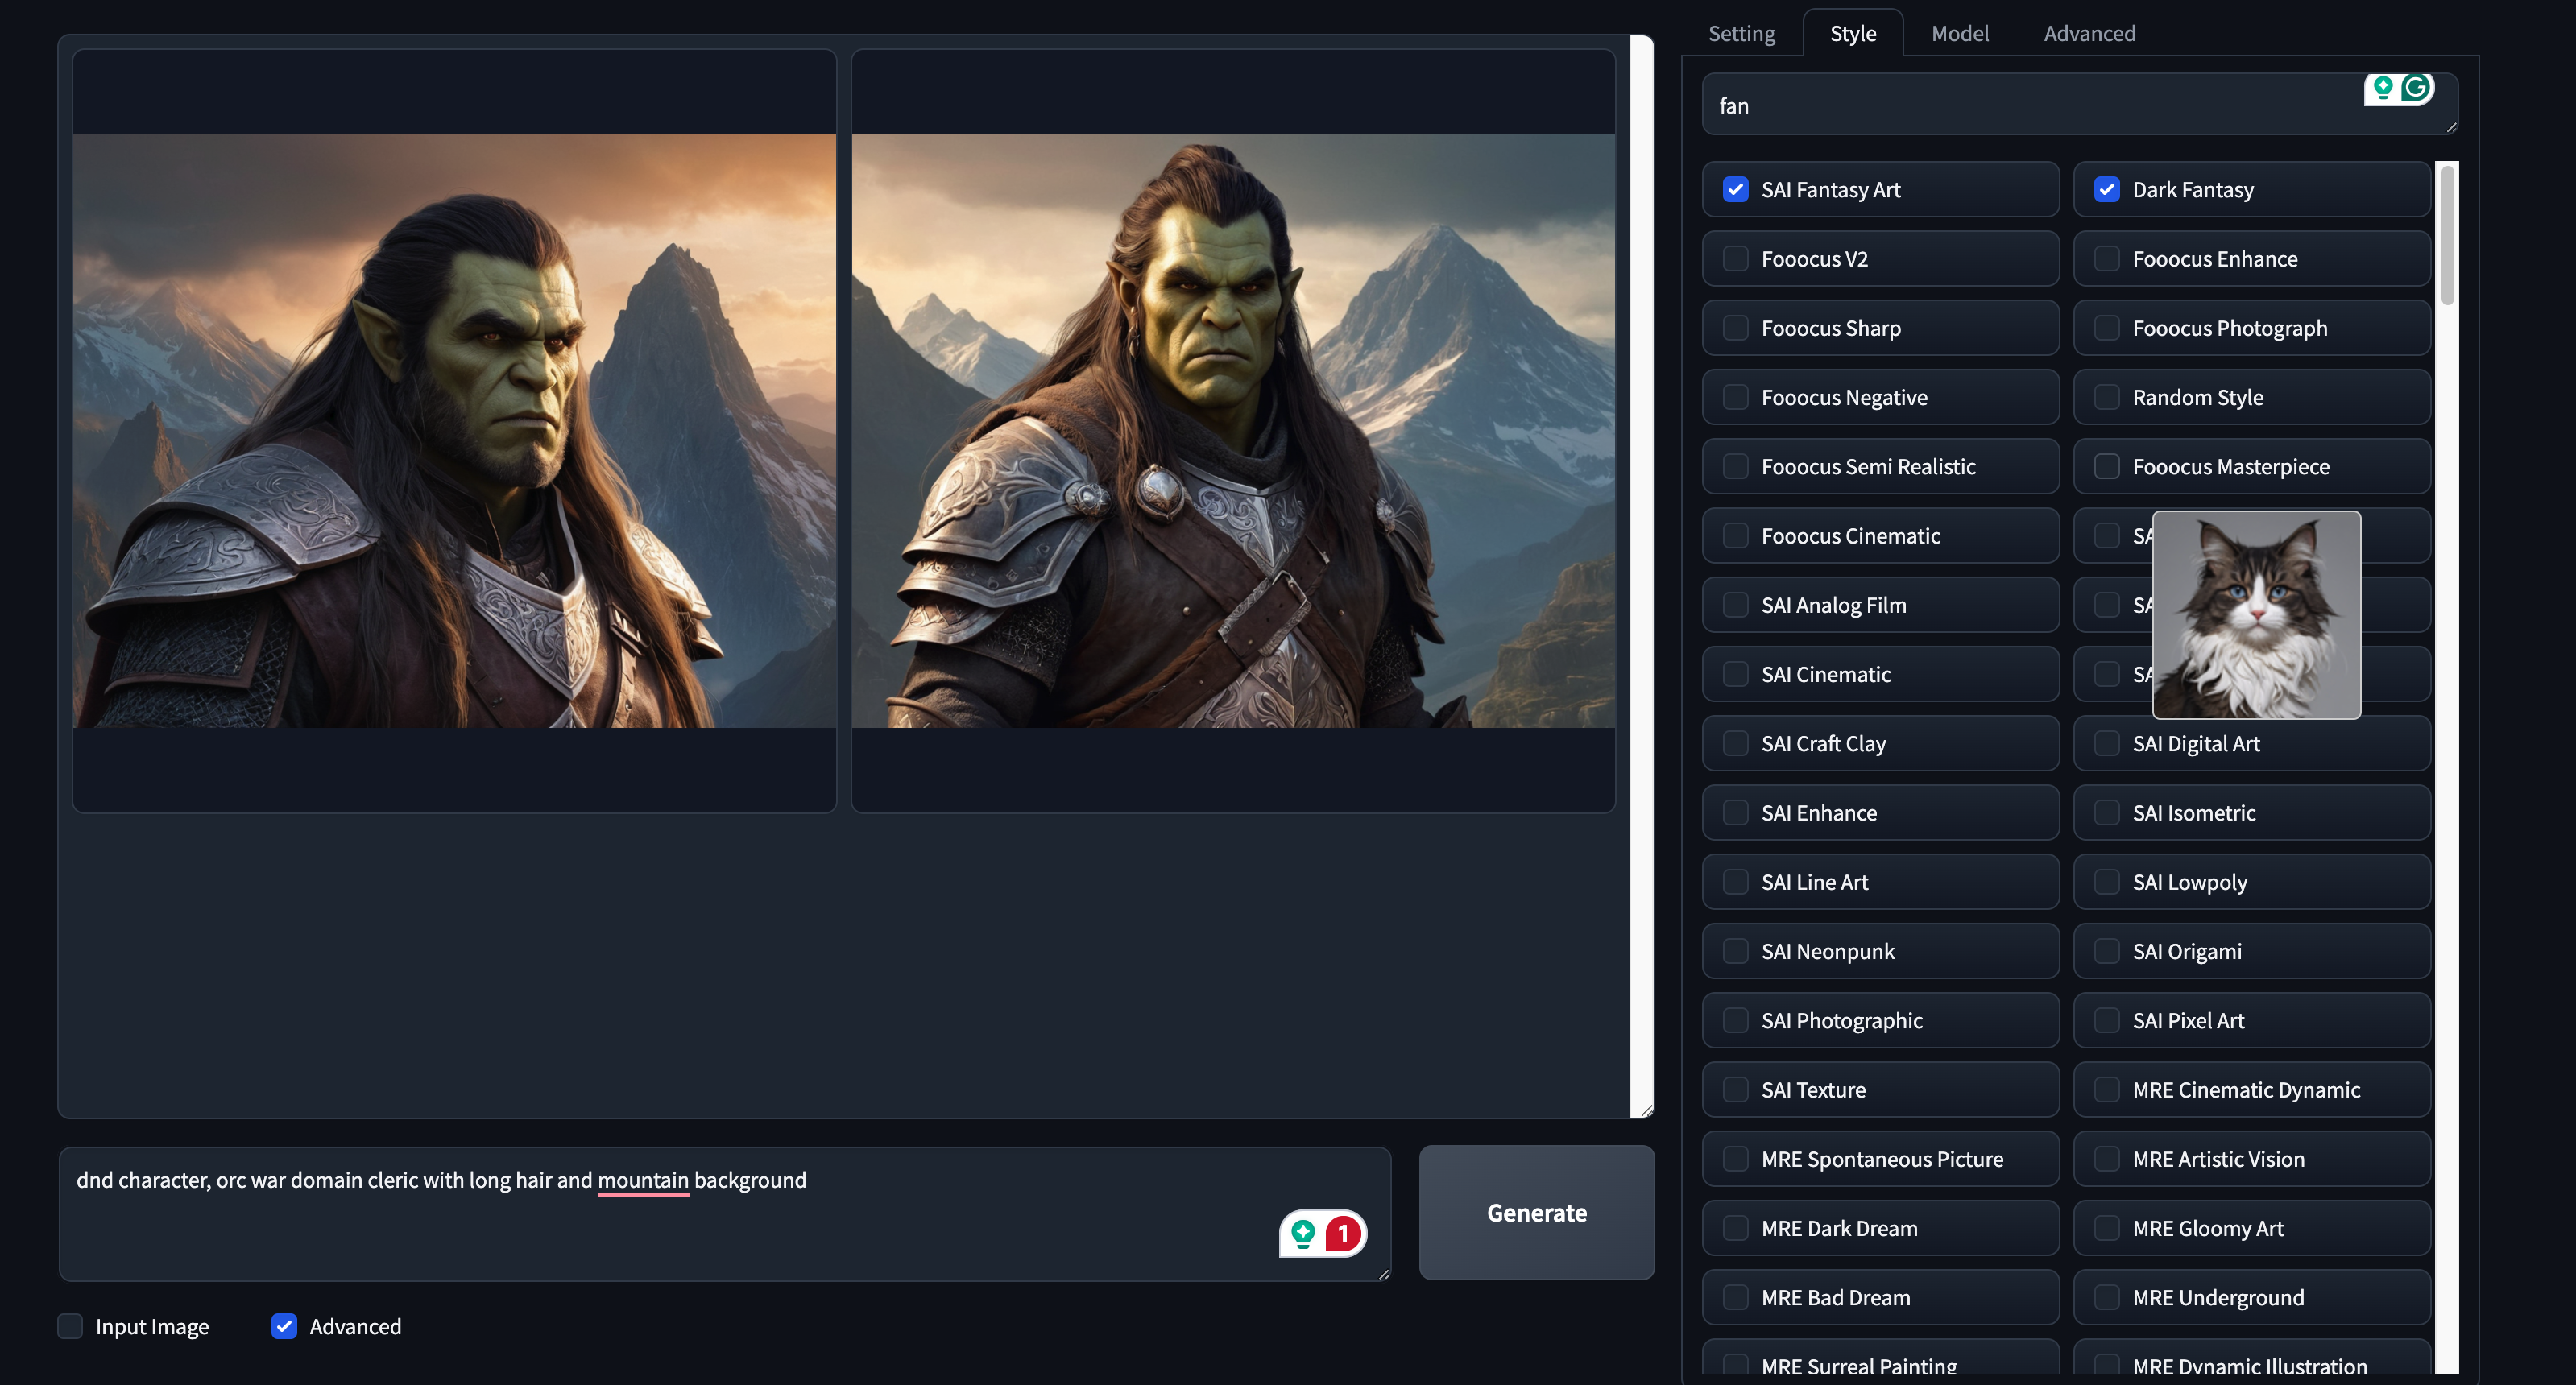 Setting Style Model Advanced
fan
SAI Fantasy Art Dark Fantasy
Fooocus V2 Fooocus Enhance
Fooocus Sharp Fooocus Photograph
Fooocus Negative Random Style
Fooocus Semi Realistic Fooocus Masterpiece
Fooocus Cinematic SA
SAI Analog Film SA
SAI Cinematic SA
SAI Craft Clay SAI Digital Art
SAI Enhance SAI Isometric
SAI Line Art SAI Lowpoly
SAI Neonpunk SAI Origami
SAI Photographic SAI Pixel Art
SAI Texture MRE Cinematic Dynamic
MRE Spontaneous Picture MRE Artistic Vision
MRE Dark Dream MRE Gloomy Art
MRE Bad Dream MRE Underground
MRE Surreal Painting MRE Dynamic Illustration
dnd character, orc war domain cleric with long hair and mountain background
1
Generate
Input Image Advanced